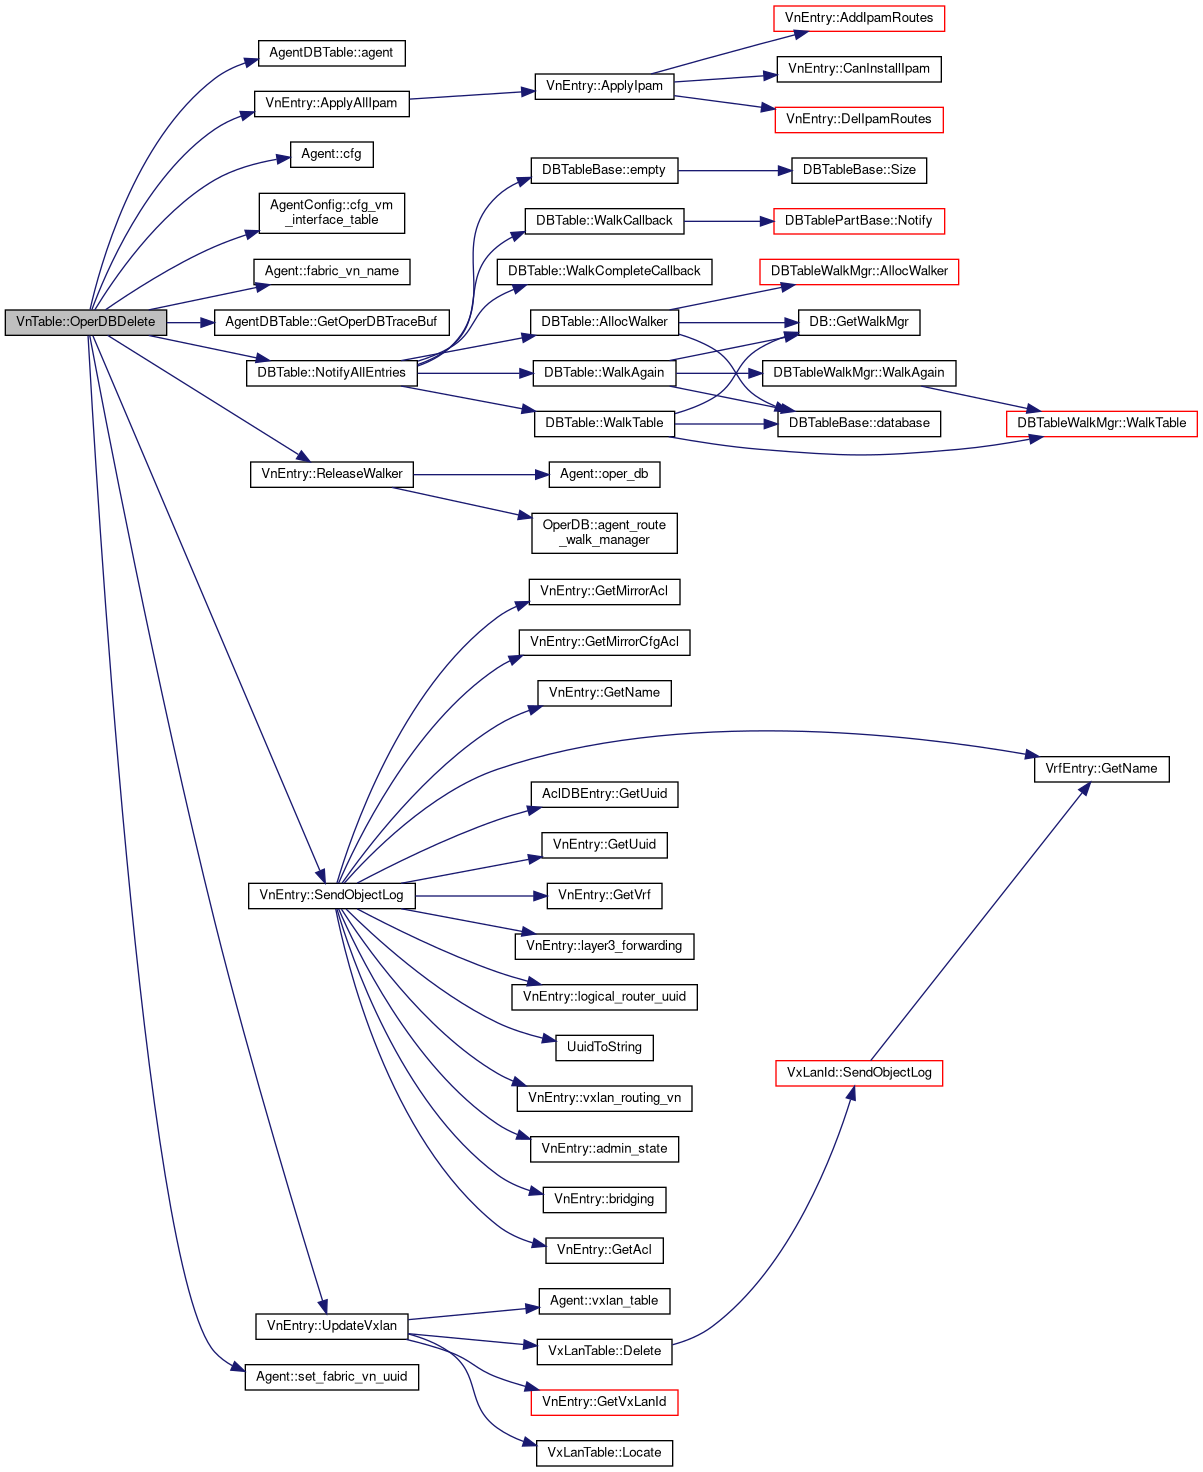 VnTable::OperDBDelete
AgentDBTable::agent
VnEntry::ApplyAllIpam
Agent::cfg
AgentConfig::cfg_vm
_interface_table
Agent::fabric_vn_name
AgentDBTable::GetOperDBTraceBuf
DBTable::NotifyAllEntries
VnEntry::ReleaseWalker
VnEntry::SendObjectLog
VnEntry::UpdateVxlan
Agent::set_fabric_vn_uuid
VnEntry::ApplyIpam
DBTableBase::empty
DBTable::WalkCallback
DBTable::WalkCompleteCallback
DBTable::AllocWalker
DBTable::WalkAgain
DBTable::WalkTable
Agent::oper_db
OperDB::agent_route
_walk_manager
VnEntry::GetMirrorAcl
VnEntry::GetMirrorCfgAcl
VnEntry::GetName
AclDBEntry::GetUuid
VnEntry::GetUuid
VnEntry::GetVrf
VnEntry::layer3_forwarding
VnEntry::logical_router_uuid
UuidToString
VnEntry::vxlan_routing_vn
VnEntry::admin_state
VnEntry::bridging
VnEntry::GetAcl
Agent::vxlan_table
VxLanTable::Delete
VnEntry::GetVxLanId
VxLanTable::Locate
VnEntry::AddIpamRoutes
VnEntry::CanInstallIpam
VnEntry::DelIpamRoutes
DBTableBase::Size
DBTablePartBase::Notify
DBTableWalkMgr::AllocWalker
DB::GetWalkMgr
DBTableWalkMgr::WalkAgain
DBTableBase::database
VxLanId::SendObjectLog
DBTableWalkMgr::WalkTable
VrfEntry::GetName